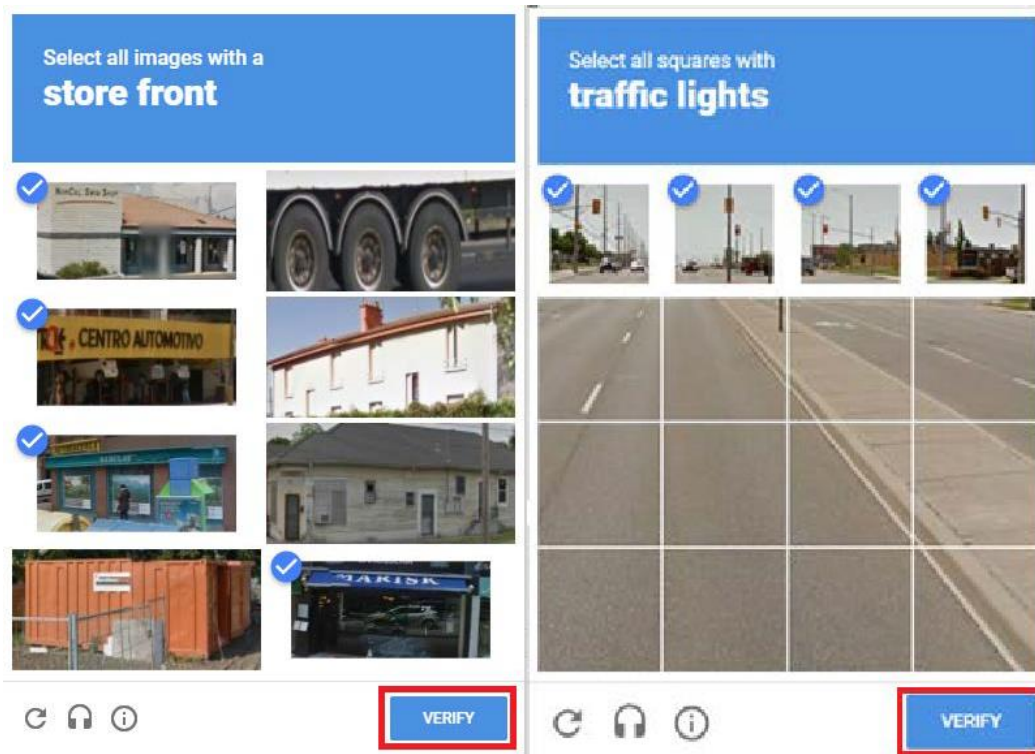 Select all images with a
store front
CENTRO AUTOMOTIVO
MARISK
VERIFY
Select all squares with
traffic lights
VERIFY